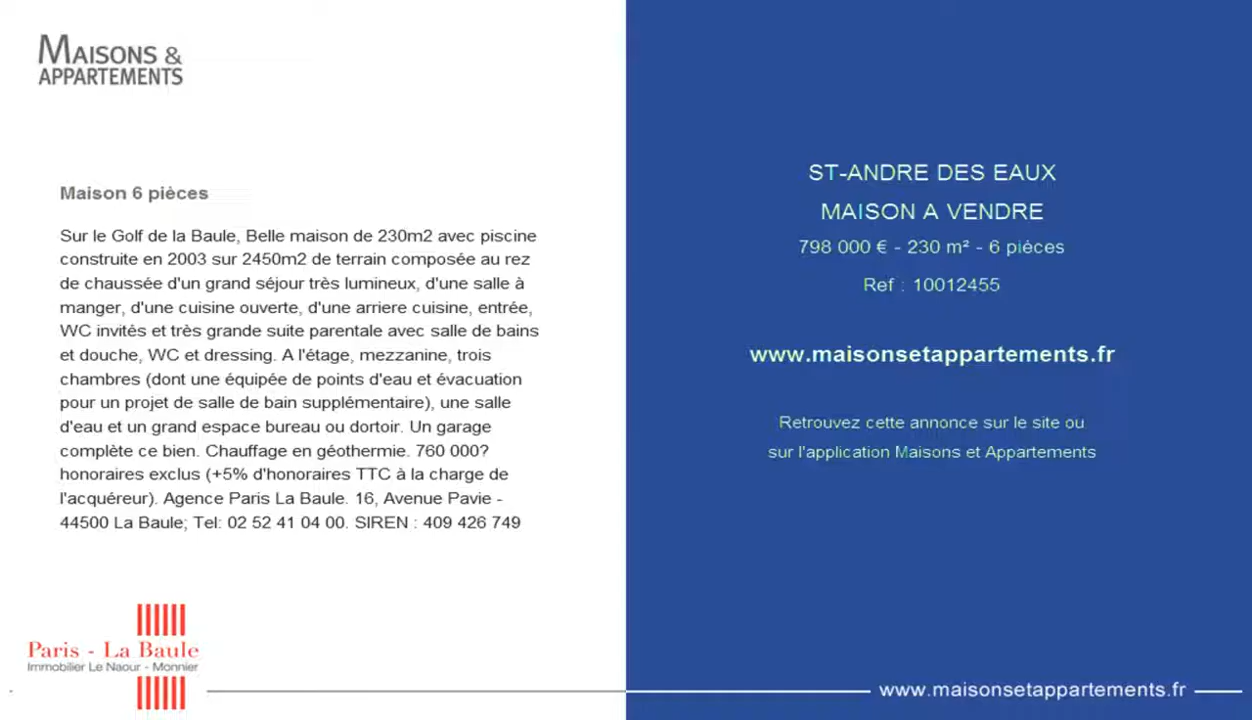 MAISONS &
APPARTEMENTS
Maison 6 pièces
Sur le Golf de la Baule, Belle maison de 230m2 avec piscine
construite en 2003 sur 2450m2 de terrain composée au rez
de chaussée d'un grand séjour très lumineux, d'une salle à
manger, d'une cuisine ouverte, d'une arriere cuisine, entrée,
WC invités et très grande suite parentale avec salle de bains
et douche, WC et dressing. A l'étage, mezzanine, trois
chambres (dont une équipée de points d'eau et évacuation
pour un projet de salle de bain supplémentaire), une salle
d'eau et un grand espace bureau ou dortoir. Un garage
complète ce bien. Chauffage en géothermie. 760 000?
honoraires exclus (+5% d'honoraires TTC à la charge de
l'acquéreur). Agence Paris La Baule. 16, Avenue Pavie -
44500 La Baule; Tel: 02 52 41 04 00. SIREN : 409 426 749
Paris - La Baule
Immobilier Le Naour - Monnier
ST-ANDRE DES EAUX
MAISON A VENDRE
798 000 € - 230 m² - 6 pièces
Ref : 10012455
www.maisonsetappartements.fr
Retrouvez cette annonce sur le site ou
sur l'application Maisons et Appartements
www.maisonsetappartements.fr